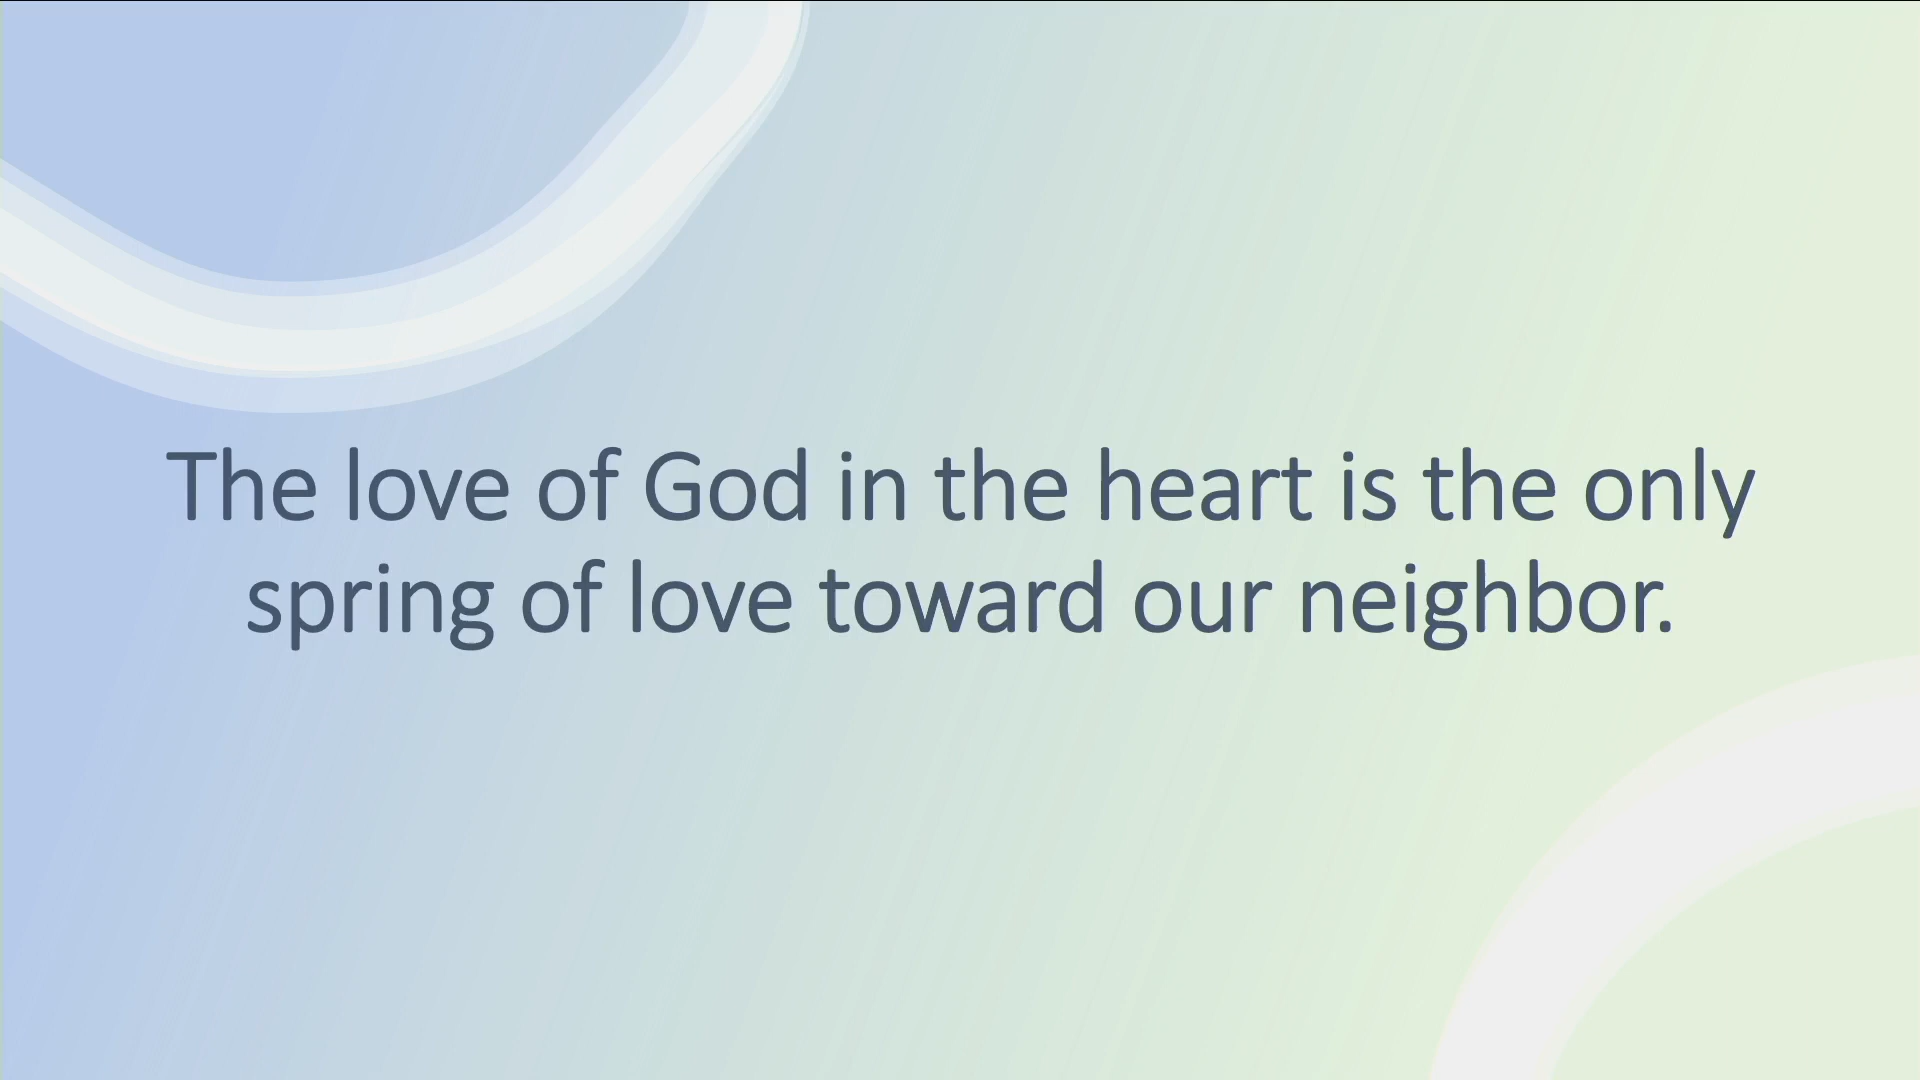 The love of God in the heart is the only
spring of love toward our neighbor.